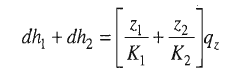 dh₁ + dh₂ = [z₁/K₁ + z₂/K₂] q_z